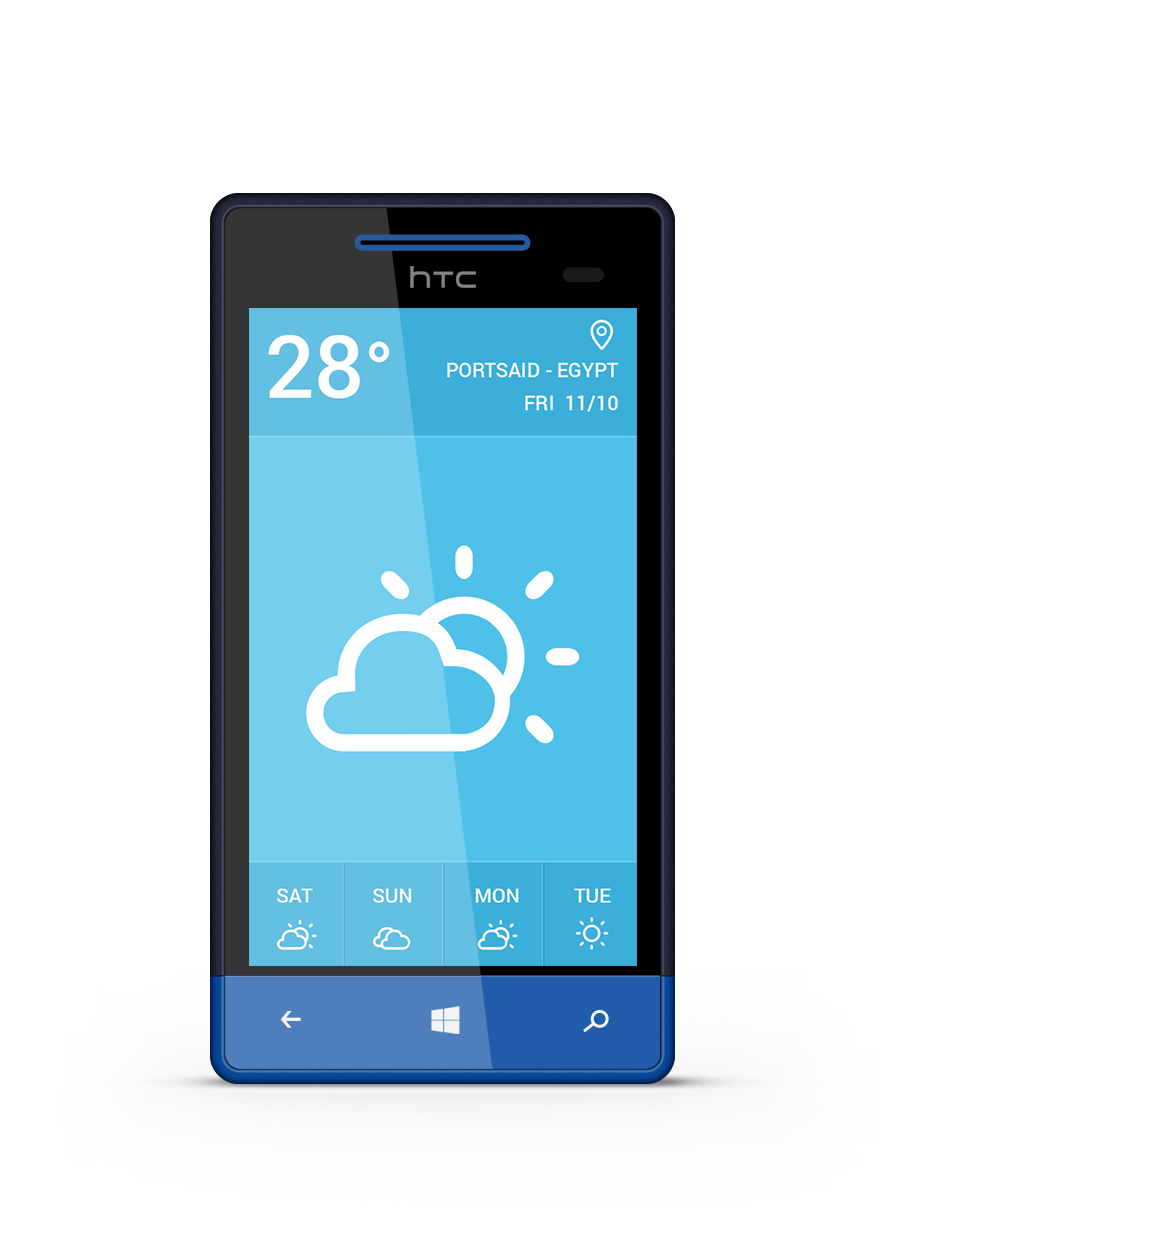 htc
28°
PORTSAID - EGYPT
FRI 11/10
SAT
SUN
MON
TUE